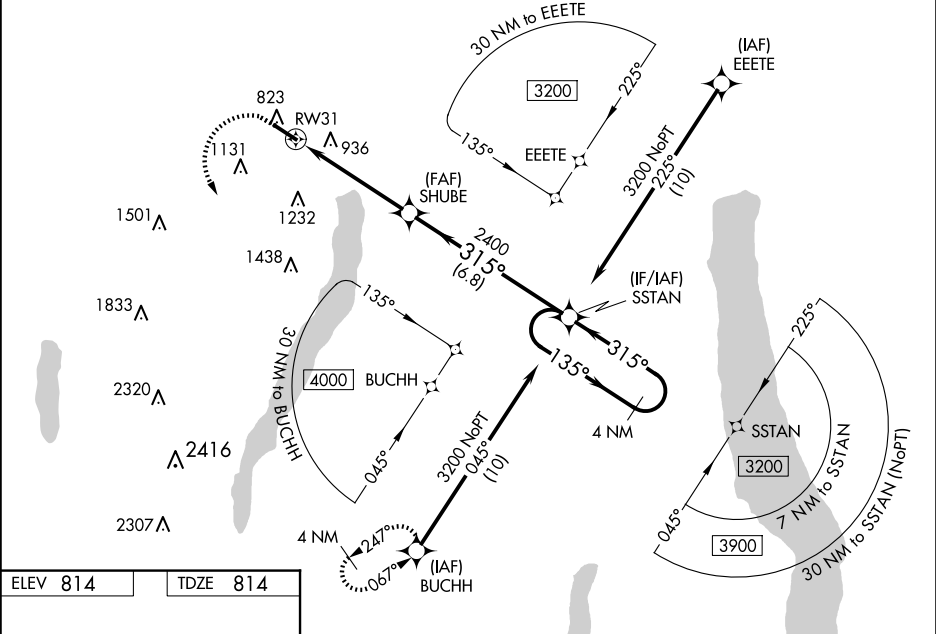 30 NM to EEETE
3200
225°
135°
EEETE
(IAF)
EEETE
3200 NoPT
225°
(10)
823
RW31
936
1131
1232
1501
1438
1833
2320
2416
2307
(FAF)
SHUBE
2400
315°
(6.8)
(IF/IAF)
SSTAN
315°
135°
4 NM
135°
30 NM to BUCHH
4000
BUCHH
045°
3200 NoPT
045°
(10)
4 NM
247°
067°
(IAF)
BUCHH
225°
SSTAN
3200
045°
7 NM to SSTAN
3900
30 NM to SSTAN (NoPT)
ELEV 814
TDZE 814